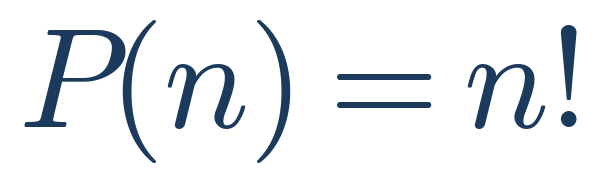 P(n) = n!